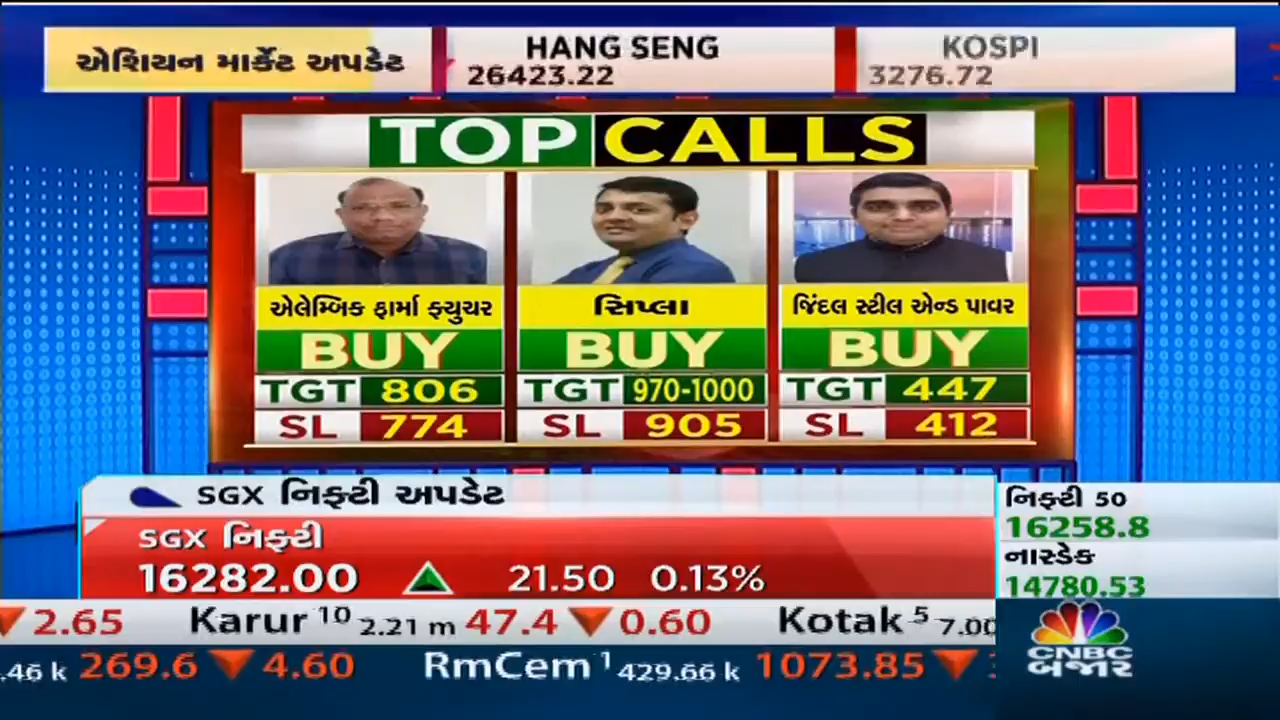 એશિયન માર્કેટ અપડેટ
HANG SENG
26423.22
KOSPI
3276.72
TOP CALLS
એલેમ્બિક ફાર્મા ફ્યુચર
BUY
TGT 806
SL 774
સિપ્લા
BUY
TGT 970-1000
SL 905
જિંદલ સ્ટીલ એન્ડ પાવર
BUY
TGT 447
SL 412
SGX નિફ્ટી અપડેટ
SGX નિફ્ટી
16282.00 21.50 0.13%
નિફ્ટી 50
16258.8
નાસ્ડેક
14780.53
2.65 Karur 10 2.21 m 47.4 0.60 Kotak 5 7.00
.46 k 269.6 4.60 RmCem 1 429.66 k 1073.85
CNBC
બજાર